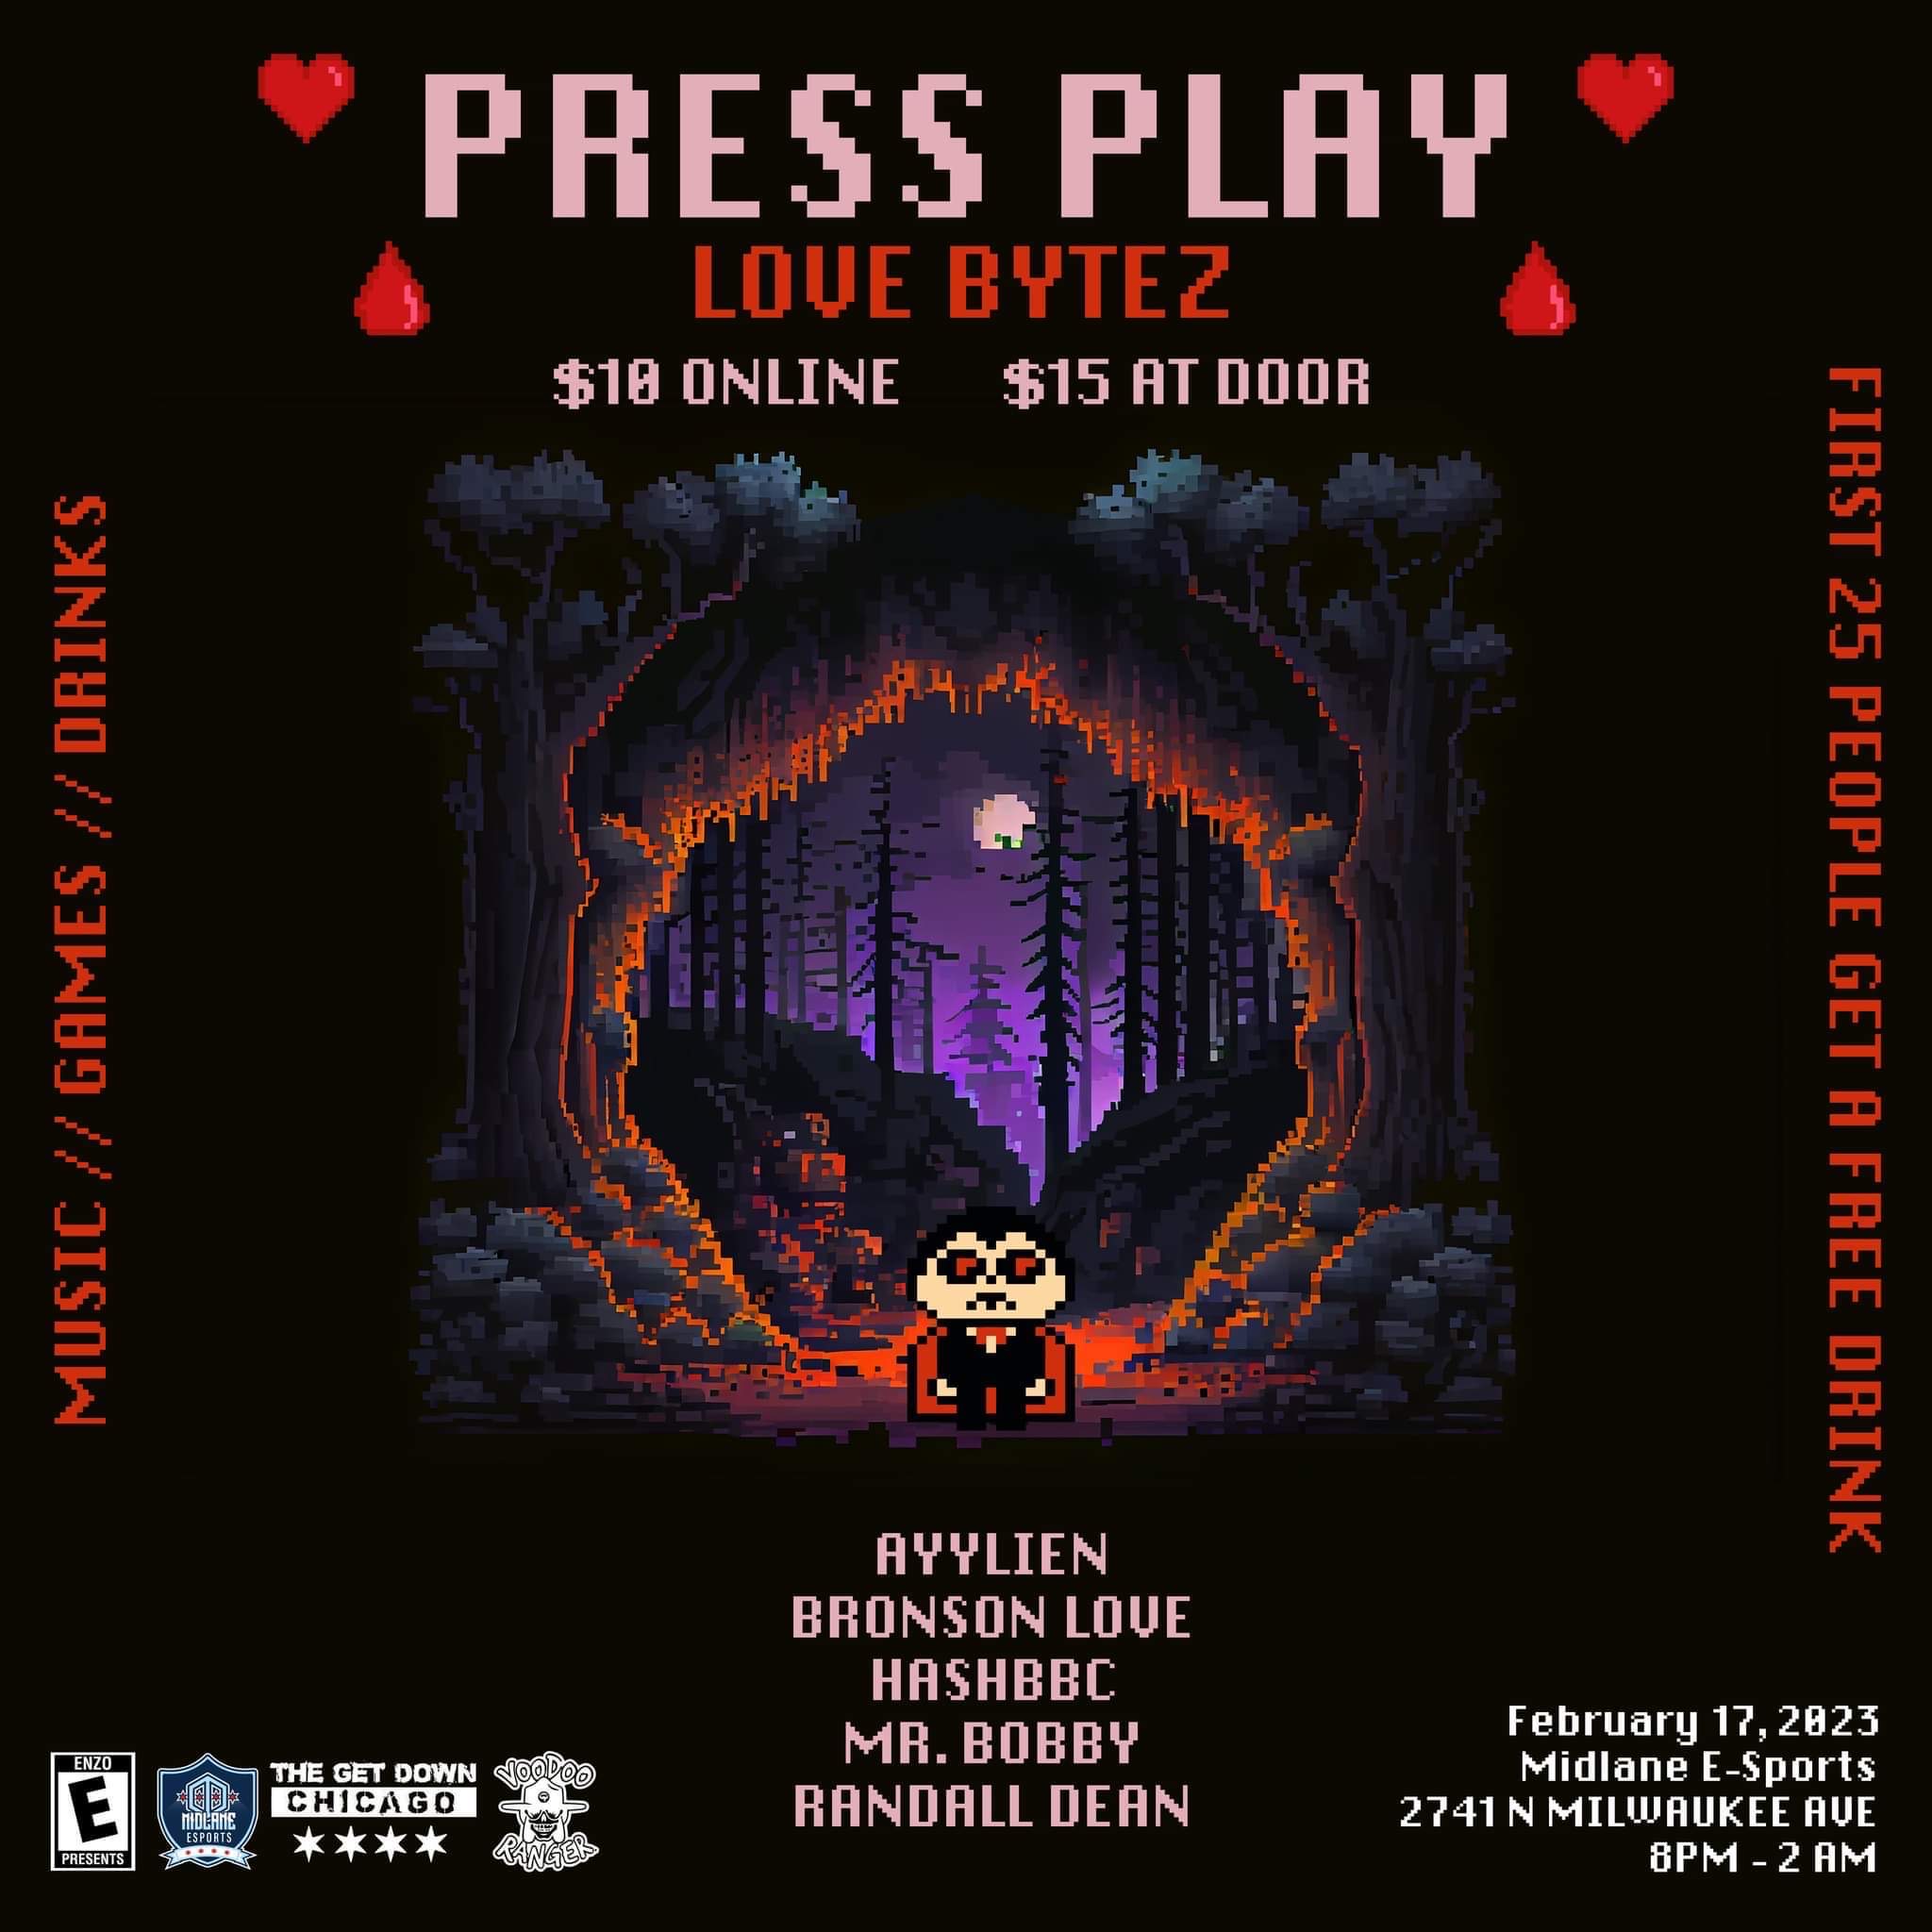 PRESS PLAY
LOVE BYTEZ
$10 ONLINE $15 AT DOOR
MUSIC // GAMES // DRINKS
FIRST 25 PEOPLE GET A FREE DRINK
AYYLIEN
BRONSON LOVE
HASHBBC
MR. BOBBY
RANDALL DEAN
February 17, 2023
Midlane E-Sports
2741 N MILWAUKEE AVE
8PM - 2 AM
ENZO
E
PRESENTS
MIDLANE
ESPORTS
THE GET DOWN
CHICAGO
VOODOO
RANGER